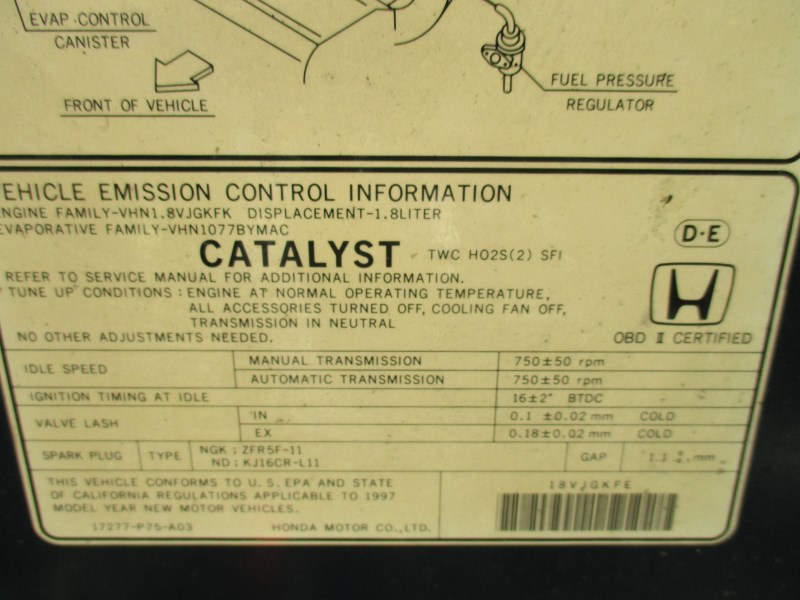 EVAP CONTROL
CANISTER
FRONT OF VEHICLE
FUEL PRESSURE
REGULATOR
VEHICLE EMISSION CONTROL INFORMATION
ENGINE FAMILY-VHN1.8VJGKFK DISPLACEMENT-1.8LITER
EVAPORATIVE FAMILY-VHN1077BYMAC
CATALYST TWC HO2S(2) SFI
D·E
REFER TO SERVICE MANUAL FOR ADDITIONAL INFORMATION.
TUNE UP CONDITIONS : ENGINE AT NORMAL OPERATING TEMPERATURE,
ALL ACCESSORIES TURNED OFF, COOLING FAN OFF,
TRANSMISSION IN NEUTRAL
NO OTHER ADJUSTMENTS NEEDED.
OBD II CERTIFIED
IDLE SPEED MANUAL TRANSMISSION 750±50 rpm
AUTOMATIC TRANSMISSION 750±50 rpm
IGNITION TIMING AT IDLE 16±2° BTDC
VALVE LASH IN 0.1 ±0.02 mm COLD
EX 0.18±0.02 mm COLD
SPARK PLUG TYPE NGK : ZFR5F-11
ND : KJ16CR-L11
GAP 1.1 mm
THIS VEHICLE CONFORMS TO U.S. EPA AND STATE
OF CALIFORNIA REGULATIONS APPLICABLE TO 1997
MODEL YEAR NEW MOTOR VEHICLES.
17277-P75-A03 HONDA MOTOR CO., LTD.
18VJGKFE